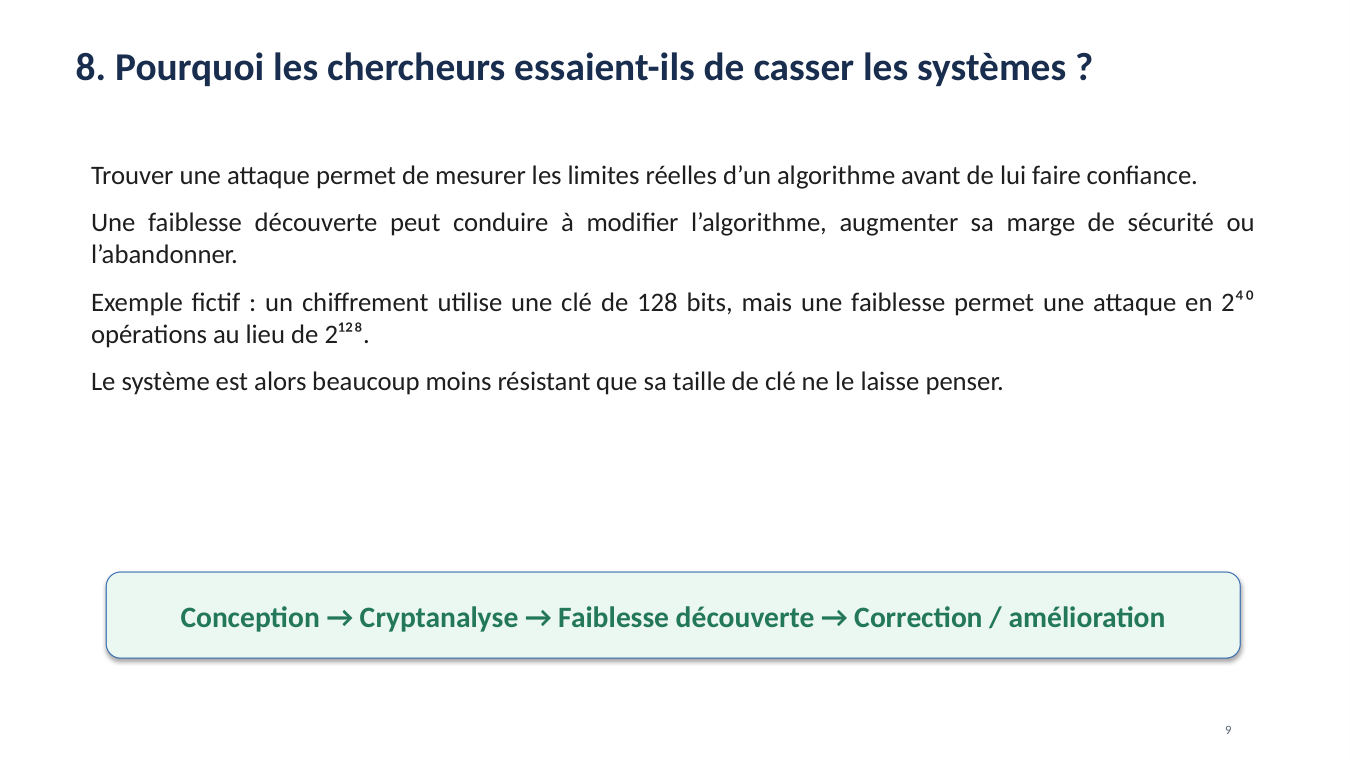 8. Pourquoi les chercheurs essaient-ils de casser les systèmes ?
Trouver une attaque permet de mesurer les limites réelles d’un algorithme avant de lui faire confiance.
Une faiblesse découverte peut conduire à modifier l’algorithme, augmenter sa marge de sécurité ou
l’abandonner.
Exemple fictif : un chiffrement utilise une clé de 128 bits, mais une faiblesse permet une attaque en 2⁴⁰
opérations au lieu de 2¹²⁸.
Le système est alors beaucoup moins résistant que sa taille de clé ne le laisse penser.
Conception → Cryptanalyse → Faiblesse découverte → Correction / amélioration
9